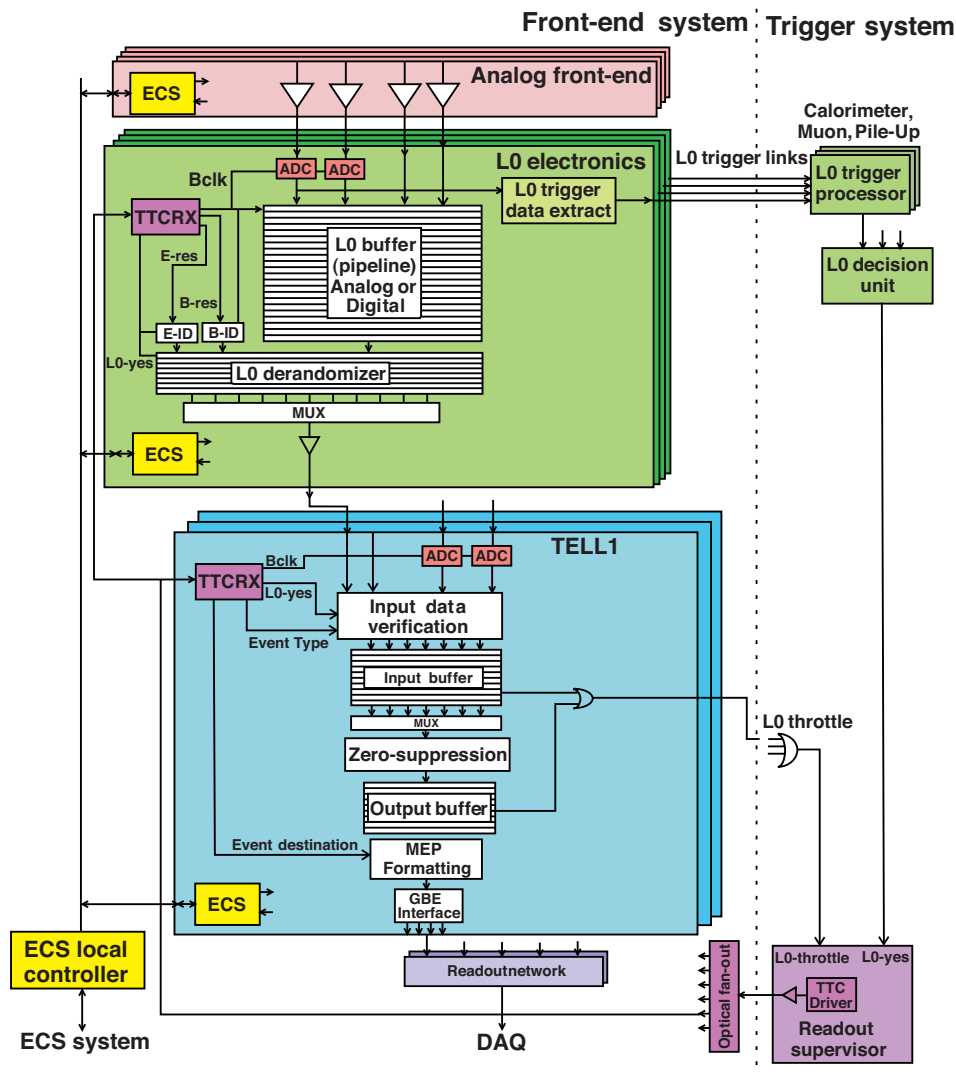 Front-end system
Trigger system
Analog front-end
ECS
Calorimeter,
Muon, Pile-Up
L0 electronics
L0 trigger links
ADC
ADC
Bclk
L0 trigger
data extract
L0 trigger
processor
TTCRX
E-res
B-res
L0 buffer
(pipeline)
Analog or
Digital
L0 decision
unit
E-ID
B-ID
L0-yes
L0 derandomizer
MUX
ECS
TELL1
Bclk
ADC
ADC
TTCRX
L0-yes
Input data
verification
Event Type
Input buffer
MUX
L0 throttle
Zero-suppression
Output buffer
Event destination
MEP
Formatting
ECS
GBE
Interface
ECS local
controller
Readoutnetwork
Optical fan-out
L0-throttle
L0-yes
TTC
Driver
Readout
supervisor
ECS system
DAQ